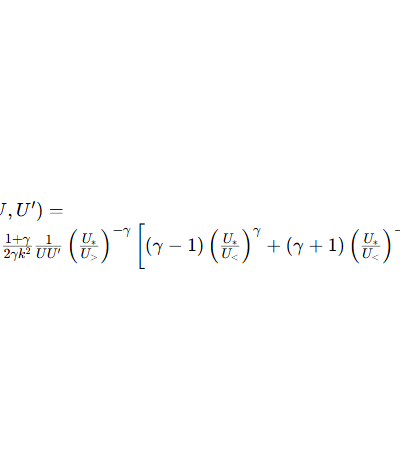 , U′) =
1+γ/2γk² 1/UU′ (U*/U>)^−γ [(γ − 1) (U*/U<)^γ + (γ + 1) (U*/U<)^−